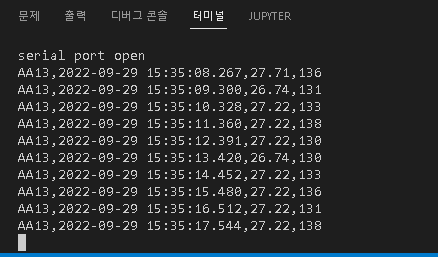 문제 출력 디버그 콘솔 터미널 JUPYTER
serial port open
AA13,2022-09-29 15:35:08.267,27.71,136
AA13,2022-09-29 15:35:09.300,26.74,131
AA13,2022-09-29 15:35:10.328,27.22,133
AA13,2022-09-29 15:35:11.360,27.22,138
AA13,2022-09-29 15:35:12.391,27.22,130
AA13,2022-09-29 15:35:13.420,26.74,130
AA13,2022-09-29 15:35:14.452,27.22,133
AA13,2022-09-29 15:35:15.480,27.22,136
AA13,2022-09-29 15:35:16.512,27.22,131
AA13,2022-09-29 15:35:17.544,27.22,138